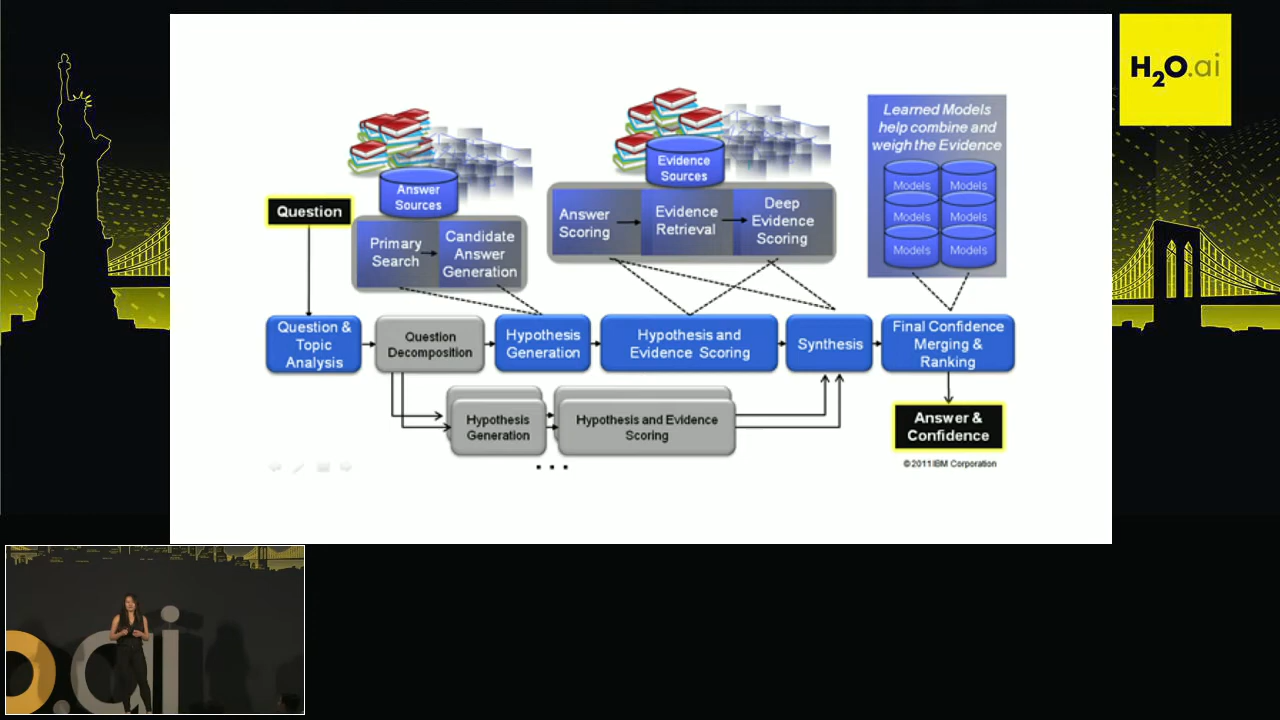 H2O.ai
Learned Models
help combine and
weigh the Evidence
Models Models
Models Models
Models Models
Evidence
Sources
Answer
Sources
Answer
Scoring
Evidence
Retrieval
Deep
Evidence
Scoring
Question
Primary
Search
Candidate
Answer
Generation
Question &
Topic
Analysis
Question
Decomposition
Hypothesis
Generation
Hypothesis and
Evidence Scoring
Synthesis
Final Confidence
Merging &
Ranking
Hypothesis
Generation
Hypothesis and Evidence
Scoring
...
Answer &
Confidence
©2011 IBM Corporation
o.ai